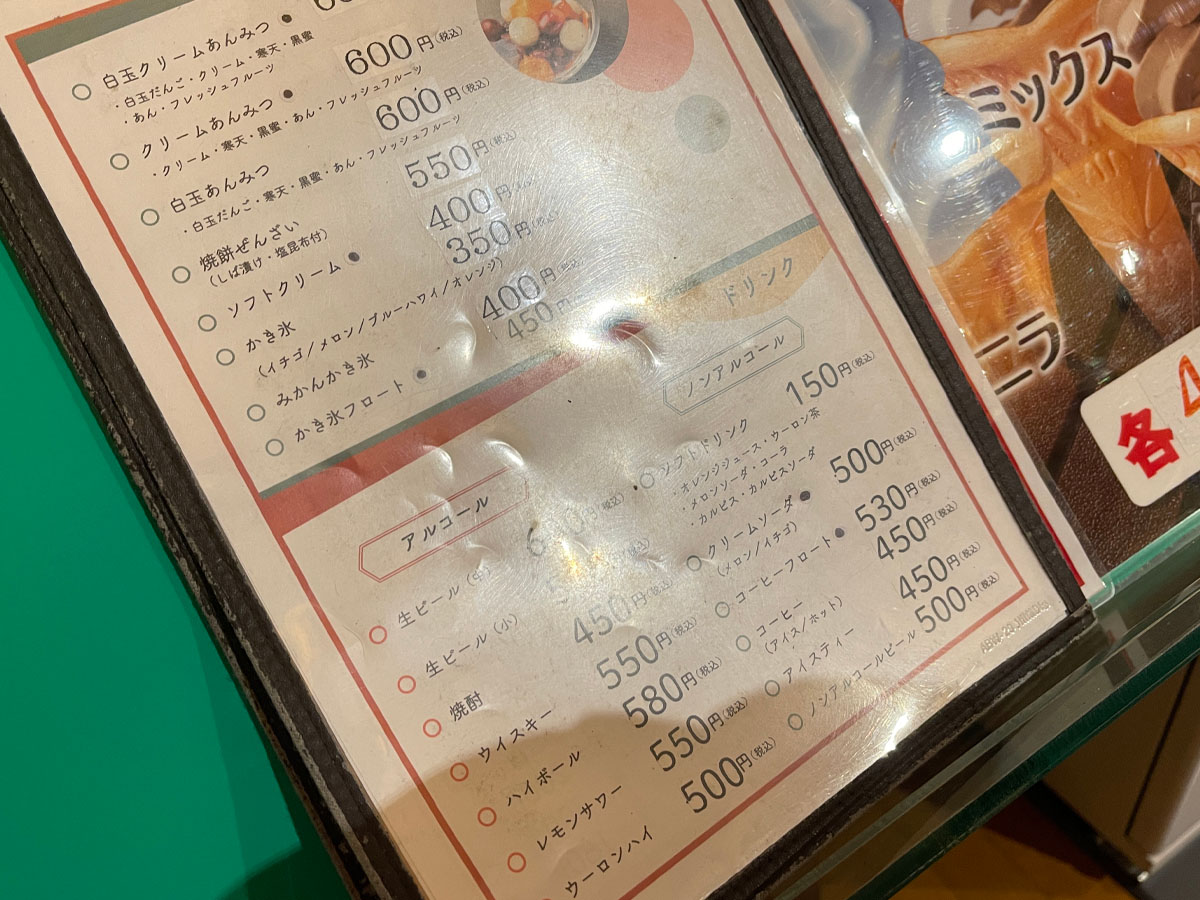 白玉クリームあんみつ
・白玉だんご・クリーム・寒天・黒蜜
・あん・フレッシュフルーツ
クリームあんみつ 600円(税込)
・クリーム・寒天・黒蜜・あん・フレッシュフルーツ
白玉あんみつ 600円(税込)
・白玉だんご・寒天・黒蜜・あん・フレッシュフルーツ
焼餅ぜんざい 550円(税込)
(しば漬け・塩昆布付)
ソフトクリーム 400円
かき氷 350円(税込)
(イチゴ/メロン/ブルーハワイ/オレンジ)
みかんかき氷 400円(税込)
かき氷フロート 450円
ドリンク
アルコール
生ビール(中)
生ビール(小)
焼酎 450円(税込)
ウイスキー 550円(税込)
ハイボール 580円(税込)
レモンサワー 550円(税込)
ウーロンハイ 500円(税込)
ノンアルコール
ソフトドリンク 150円(税込)
・オレンジジュース・ウーロン茶
・メロンソーダ・コーラ
・カルピス・カルピスソーダ
クリームソーダ 500円(税込)
(メロン/イチゴ)
コーヒーフロート 530円(税込)
コーヒー 450円(税込)
(アイス/ホット)
アイスティー 450円(税込)
ノンアルコールビール 500円(税込)
ミックス
ニラ
各4